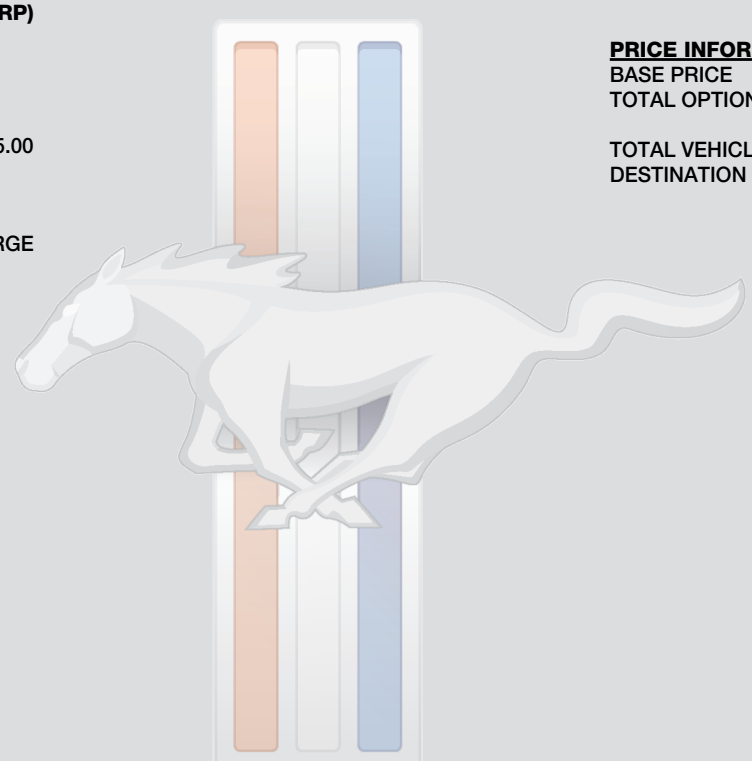 RP)
5.00
RGE
PRICE INFOR
BASE PRICE
TOTAL OPTION
TOTAL VEHICL
DESTINATION